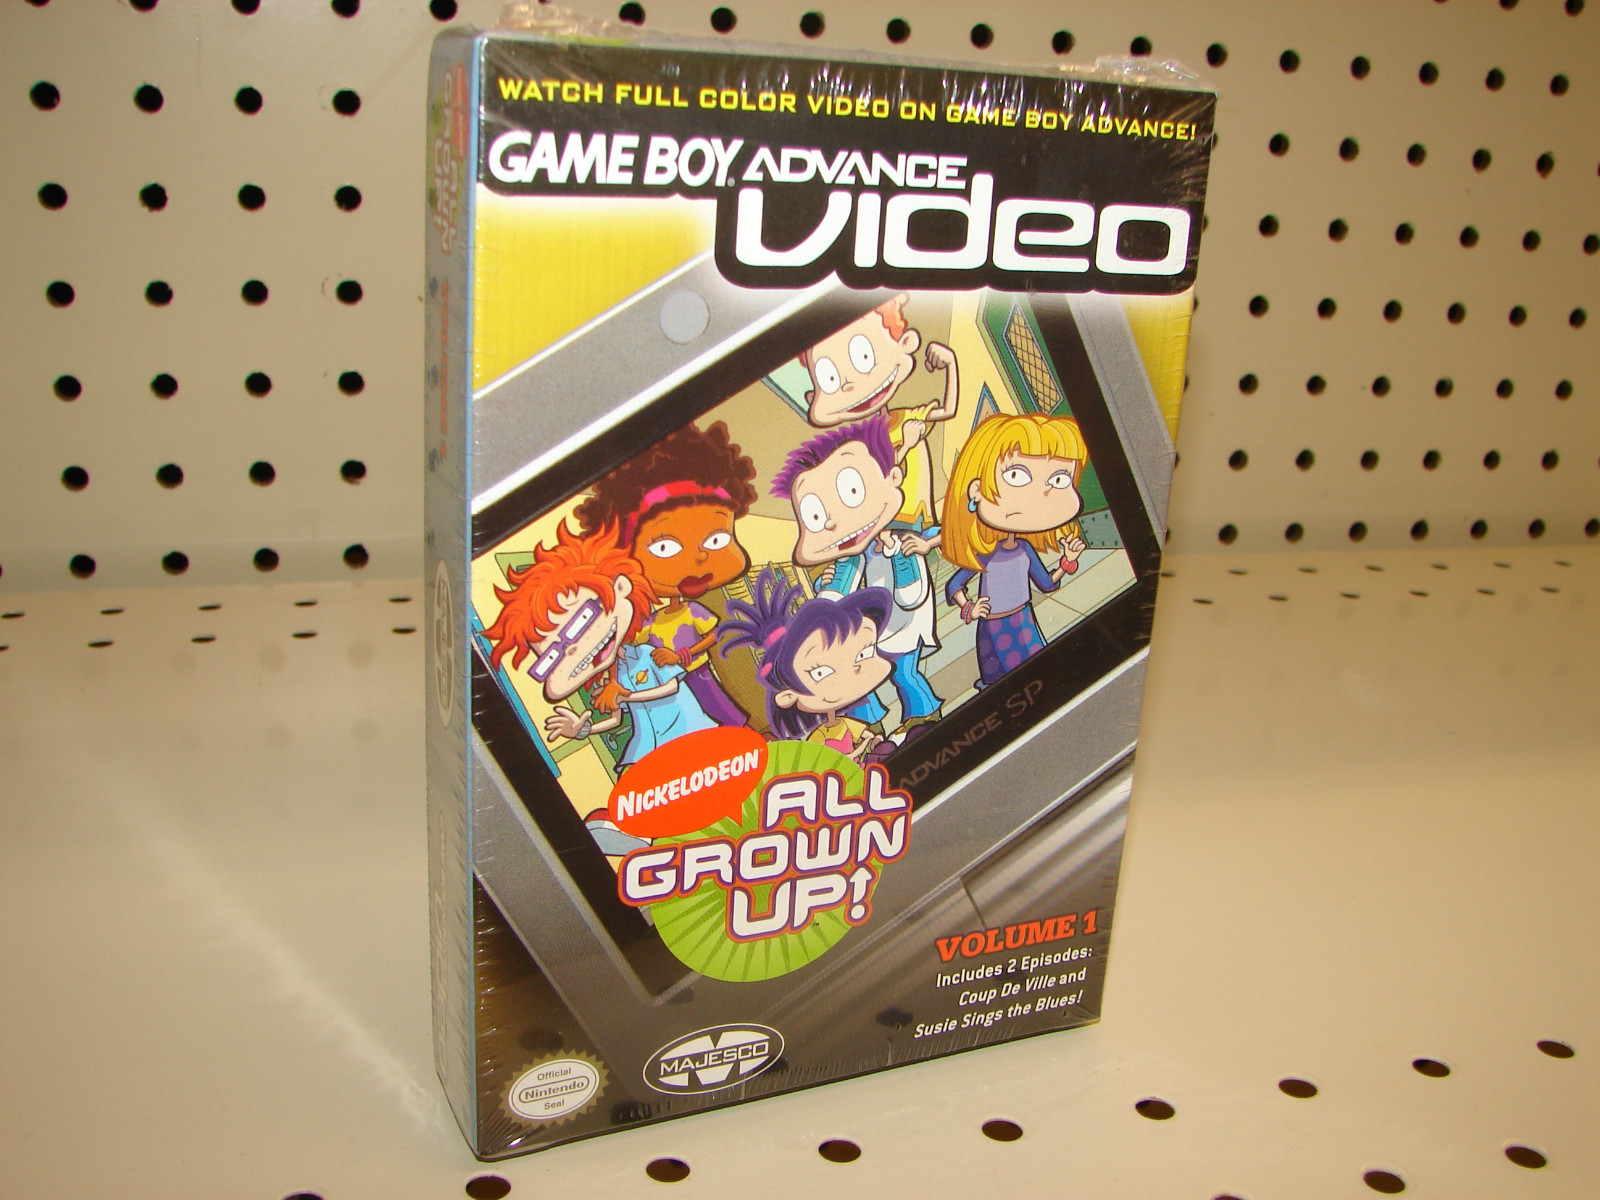 WATCH FULL COLOR VIDEO ON GAME BOY ADVANCE!
GAME BOY ADVANCE
video
ADVANCE SP
NICKELODEON
ALL
GROWN
UP!
VOLUME 1
Includes 2 Episodes:
Coup De Ville and
Susie Sings the Blues!
MAJESCO
Official
Nintendo
Seal